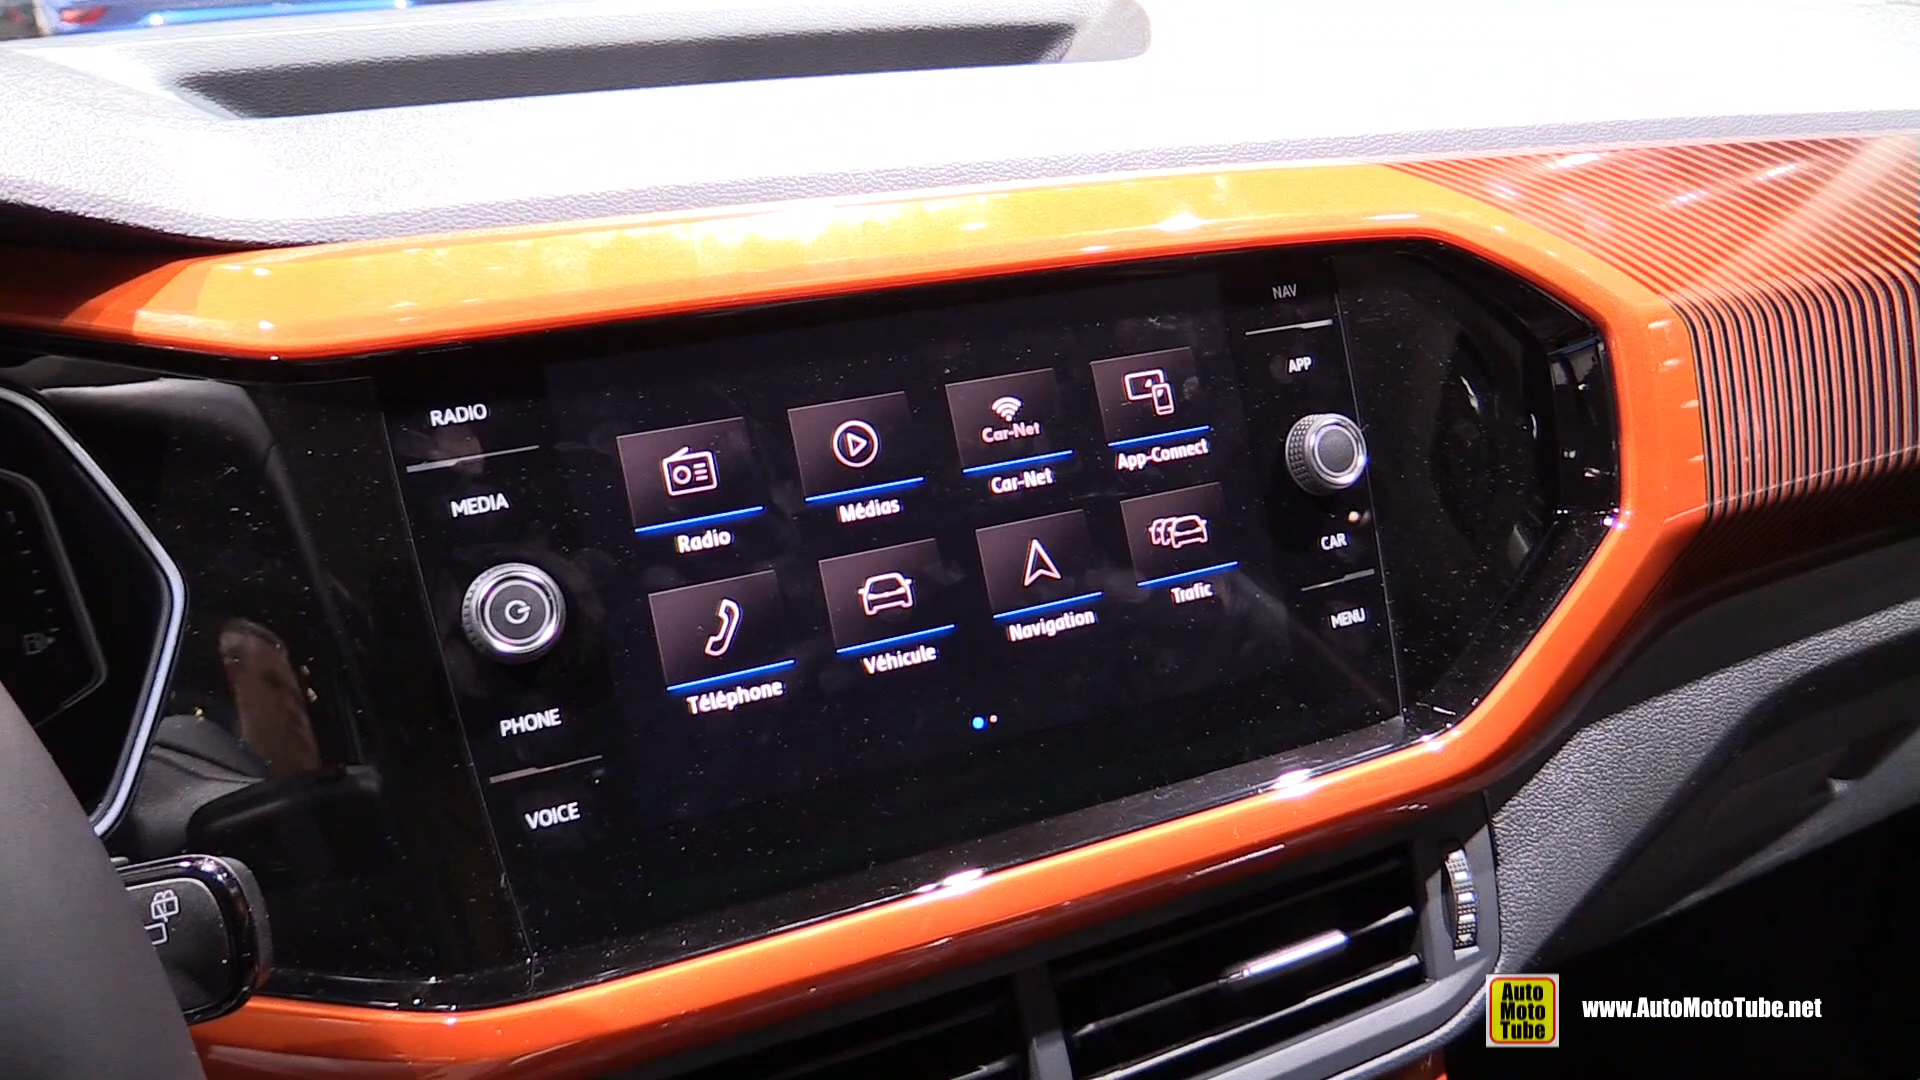 RADIO
MEDIA
PHONE
VOICE
Radio
Médias
Car-Net
Car-Net
App-Connect
Téléphone
Véhicule
Navigation
Trafic
NAV
APP
CAR
MENU
Auto
Moto
Tube
www.AutoMotoTube.net